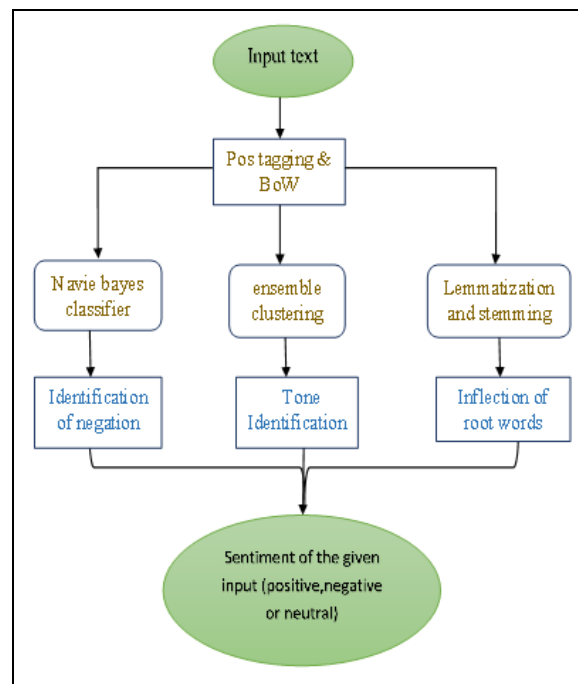 Input text
Pos tagging &
BoW
Navie bayes
classifier
ensemble
clustering
Lemmatization
and stemming
Identification
of negation
Tone
Identification
Inflection of
root words
Sentiment of the given
input (positive,negative
or neutral)